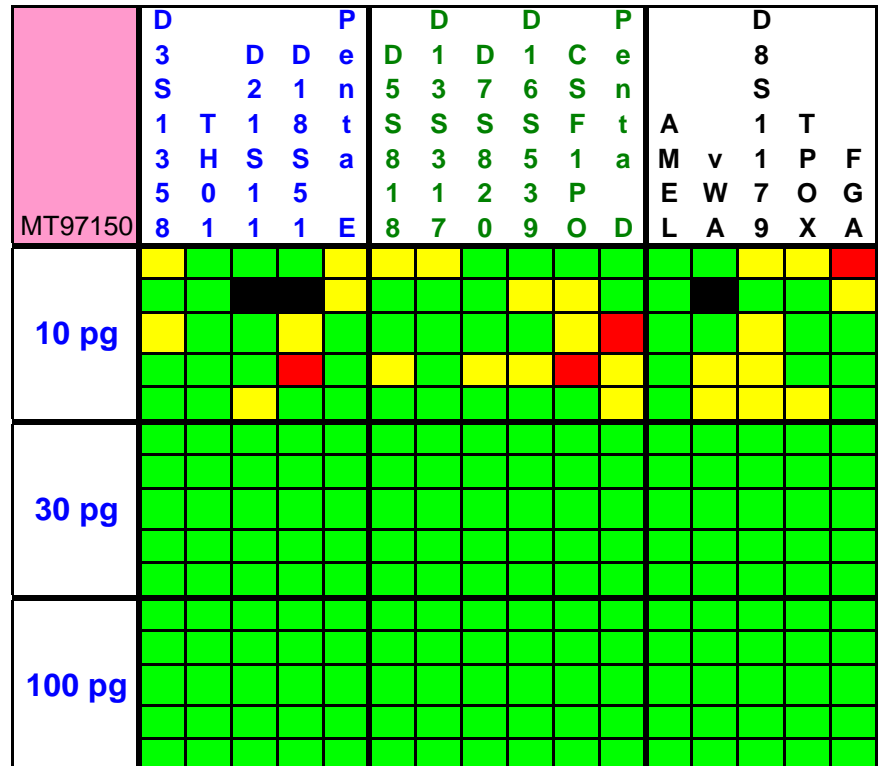 MT97150
D3S1358
TH01
D21S11
D18S51
Penta E
D5S818
D13S317
D7S820
D16S539
CSF1PO
Penta D
AMEL
vWA
D8S1179
TPOX
FGA
10 pg
30 pg
100 pg